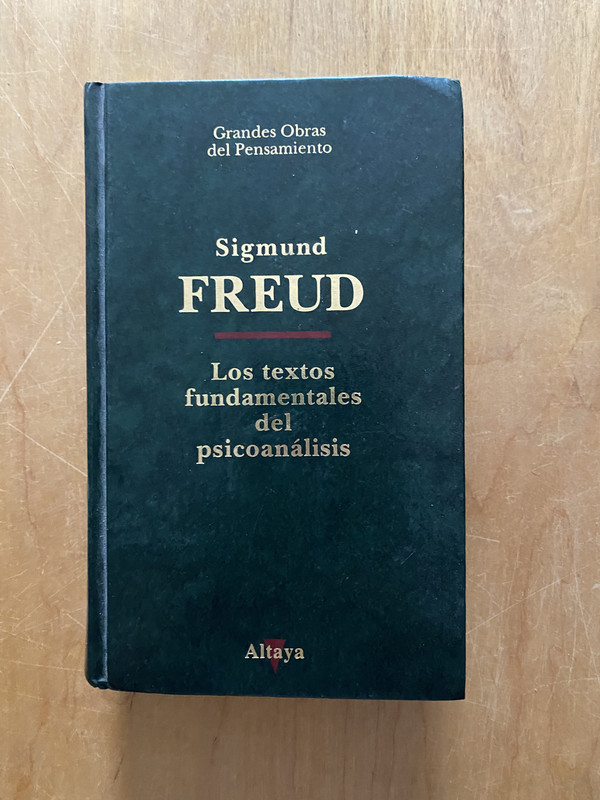 Grandes Obras
del Pensamiento
Sigmund
FREUD
Los textos
fundamentales
del
psicoanálisis
Altaya